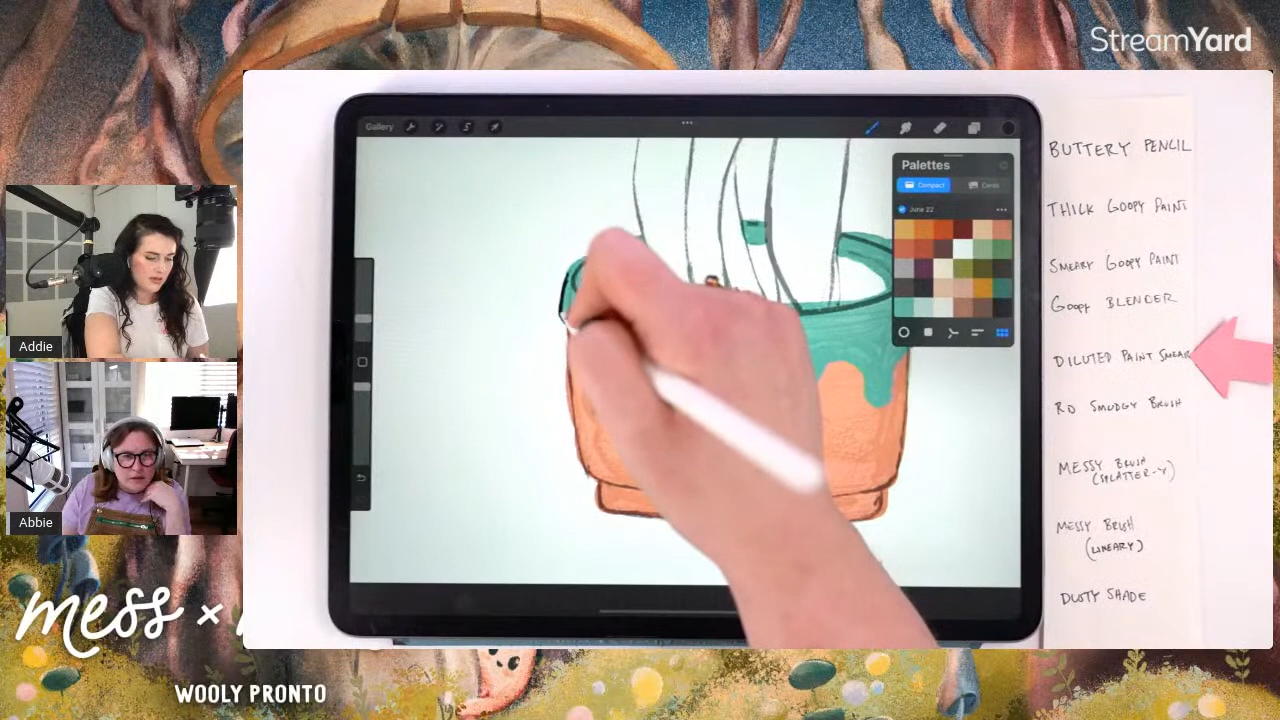 StreamYard
Gallery
Palettes
Compact
Cards
June 22
BUTTERY PENCIL
THICK GOOPY PAINT
SMEARY GOOPY PAINT
GOOPY BLENDER
DILUTED PAINT SMEAR
RD SMUDGY BRUSH
MESSY BRUSH
(SPLATTER-Y)
MESSY BRUSH
(LINEARY)
DUSTY SHADE
Addie
Abbie
mess ×
WOOLY PRONTO